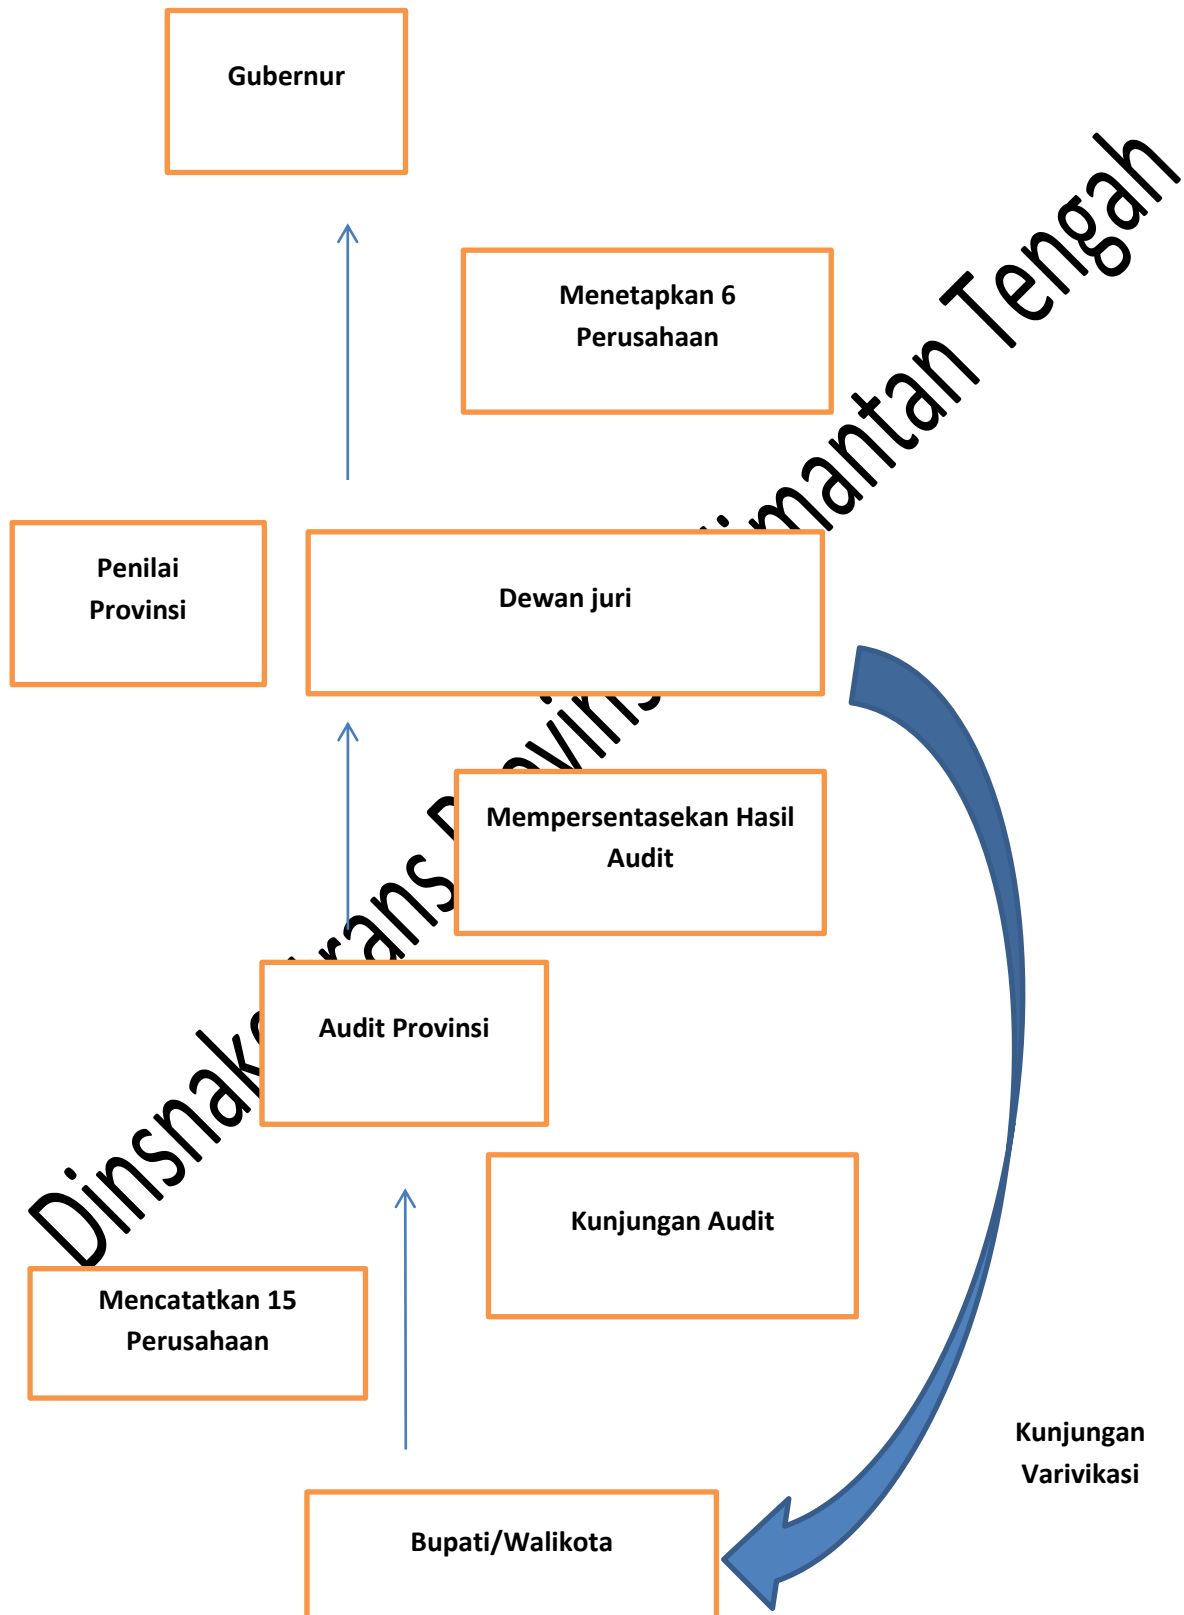 Gubernur
Menetapkan 6
Perusahaan
Penilai
Provinsi
Dewan juri
Mempersentasekan Hasil
Audit
Audit Provinsi
Kunjungan Audit
Mencatatkan 15
Perusahaan
Kunjungan
Varivikasi
Bupati/Walikota
Tengah